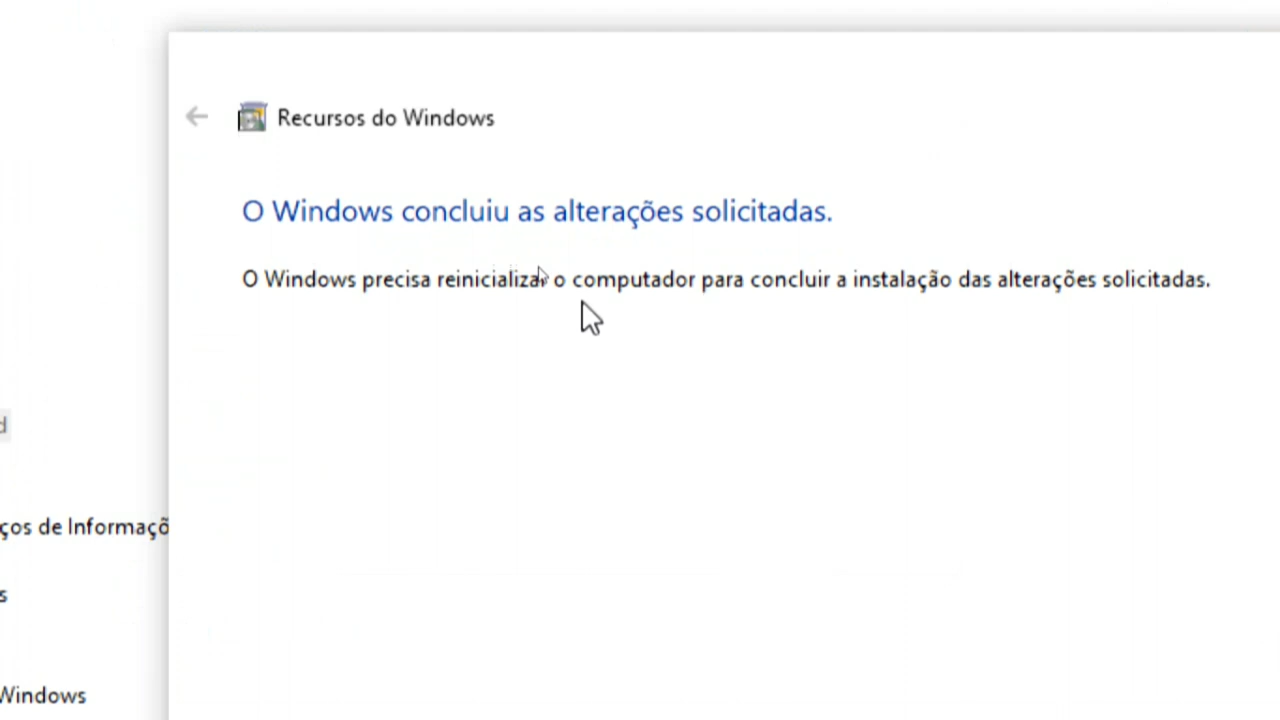 Recursos do Windows
O Windows concluiu as alterações solicitadas.
O Windows precisa reinicializar o computador para concluir a instalação das alterações solicitadas.
d
ços de Informaçõ
s
Windows